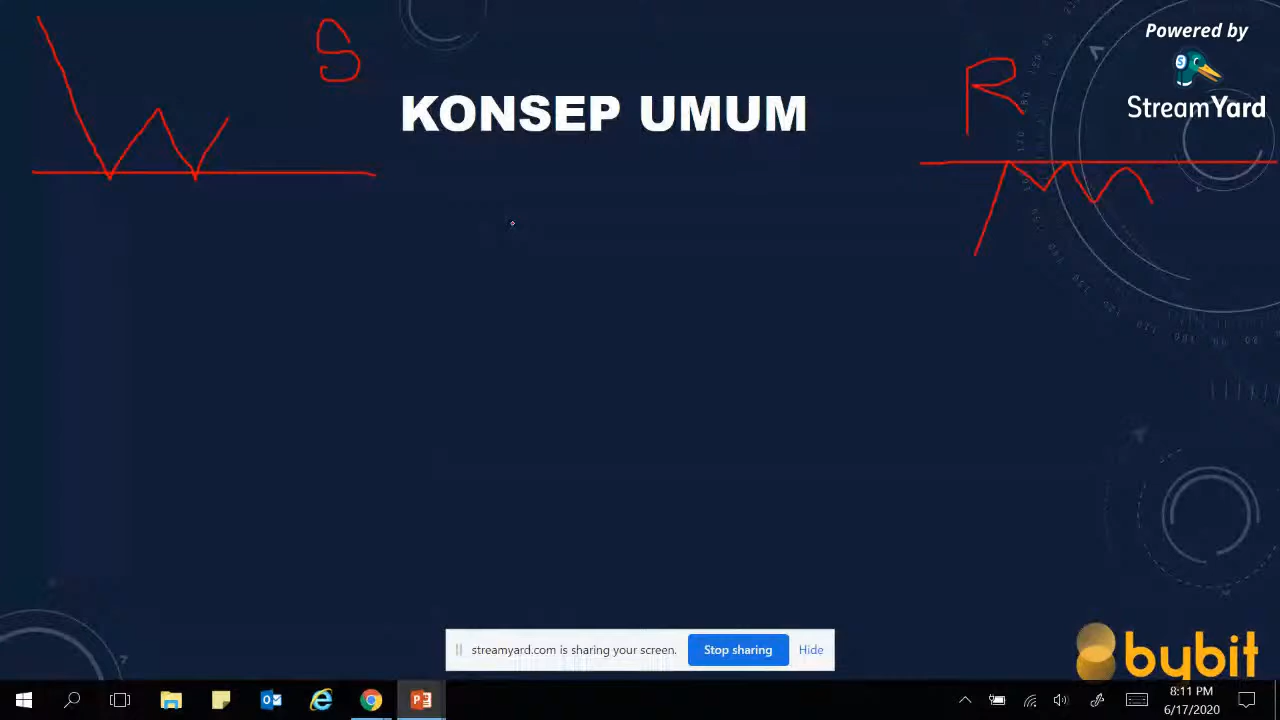 S
R
Powered by
StreamYard
KONSEP UMUM
streamyard.com is sharing your screen.
Stop sharing
Hide
bybit
8:11 PM
6/17/2020